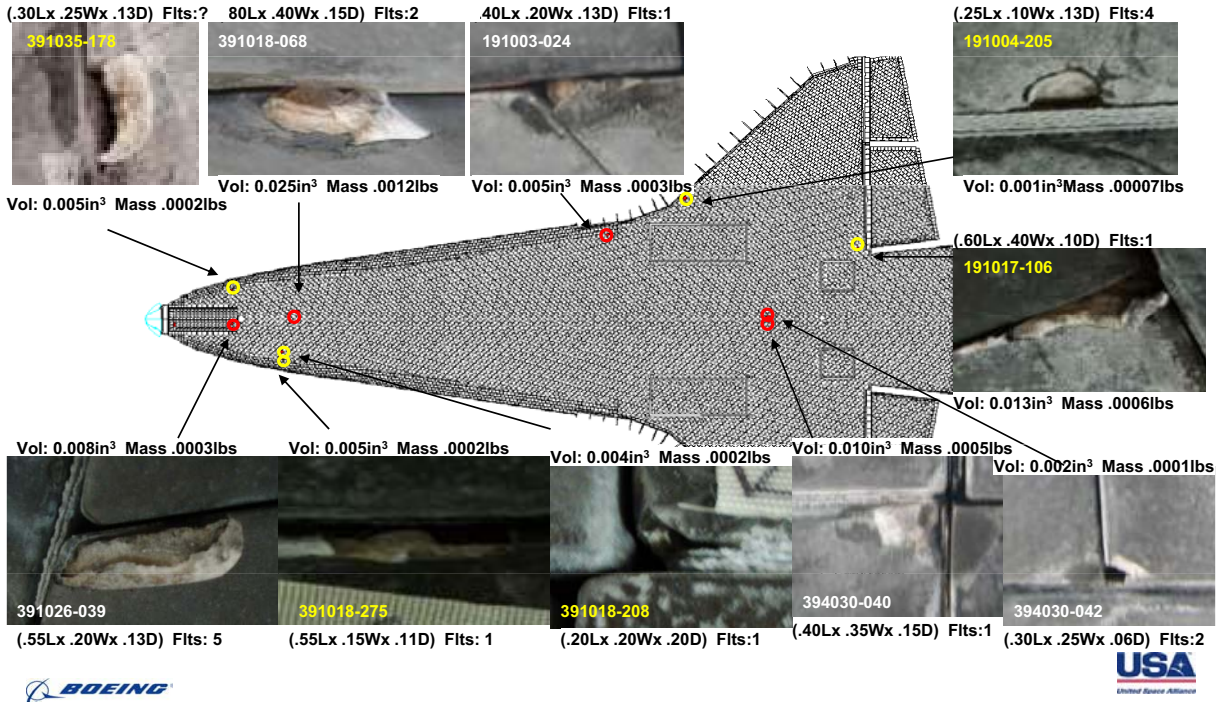 (.30Lx .25Wx .13D) Flts:?
391035-178
Vol: 0.005in³ Mass .0002lbs
80Lx .40Wx .15D) Flts:2
391018-068
Vol: 0.025in³ Mass .0012lbs
.40Lx .20Wx .13D) Flts:1
191003-024
Vol: 0.005in³ Mass .0003lbs
(.25Lx .10Wx .13D) Flts:4
191004-205
Vol: 0.001in³Mass .00007lbs
(.60Lx .40Wx .10D) Flts:1
191017-106
Vol: 0.013in³ Mass .0006lbs
Vol: 0.008in³ Mass .0003lbs
391026-039
(.55Lx .20Wx .13D) Flts: 5
Vol: 0.005in³ Mass .0002lbs
391018-275
(.55Lx .15Wx .11D) Flts: 1
Vol: 0.004in³ Mass .0002lbs
391018-208
(.20Lx .20Wx .20D) Flts:1
Vol: 0.010in³ Mass .0005lbs
394030-040
(.40Lx .35Wx .15D) Flts:1
Vol: 0.002in³ Mass .0001lbs
394030-042
(.30Lx .25Wx .06D) Flts:2
BOEING
USA
United Space Alliance